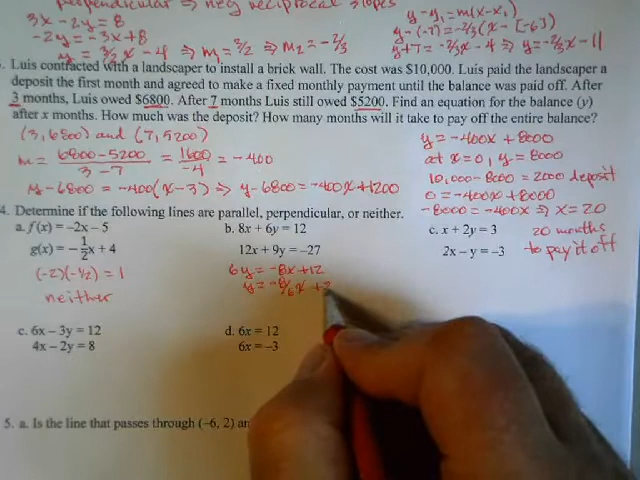 perpendicular ⇒ neg reciprocal slopes
3x - 2y = 8
-2y = -3x + 8
y = 3/2 x - 4 ⇒ m₁ = 3/2 ⇒ m₂ = -2/3
y - y₁ = m(x - x₁)
y - (-7) = -2/3 (x - [-6])
y + 7 = -2/3 x - 4 ⇒ y = -2/3 x - 11
Luis contracted with a landscaper to install a brick wall. The cost was $10,000. Luis paid the landscaper a
deposit the first month and agreed to make a fixed monthly payment until the balance was paid off. After
3 months, Luis owed $6800. After 7 months Luis still owed $5200. Find an equation for the balance (y)
after x months. How much was the deposit? How many months will it take to pay off the entire balance?
(3, 6800) and (7, 5200)
m = 6800 - 5200 / 3 - 7 = 1600 / -4 = -400
y - 6800 = -400(x - 3) ⇒ y - 6800 = -400x + 1200
y = -400x + 8000
at x = 0, y = 8000
10,000 - 8000 = 2000 deposit
0 = -400x + 8000
-8000 = -400x ⇒ x = 20
20 months
to pay it off
4. Determine if the following lines are parallel, perpendicular, or neither.
a. f(x) = -2x - 5
g(x) = -1/2 x + 4
(-2)(-1/2) = 1
neither
b. 8x + 6y = 12
12x + 9y = -27
6y = -8x + 12
y = -8/6 x + 2
c. x + 2y = 3
2x - y = -3
c. 6x - 3y = 12
4x - 2y = 8
d. 6x = 12
6x = -3
5. a. Is the line that passes through (-6, 2) an